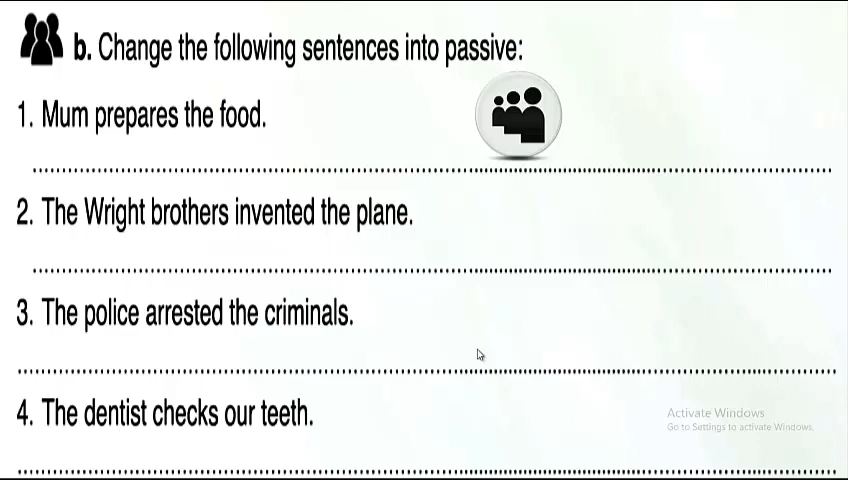 b. Change the following sentences into passive:
1. Mum prepares the food.
2. The Wright brothers invented the plane.
3. The police arrested the criminals.
4. The dentist checks our teeth.
Activate Windows
Go to Settings to activate Windows.